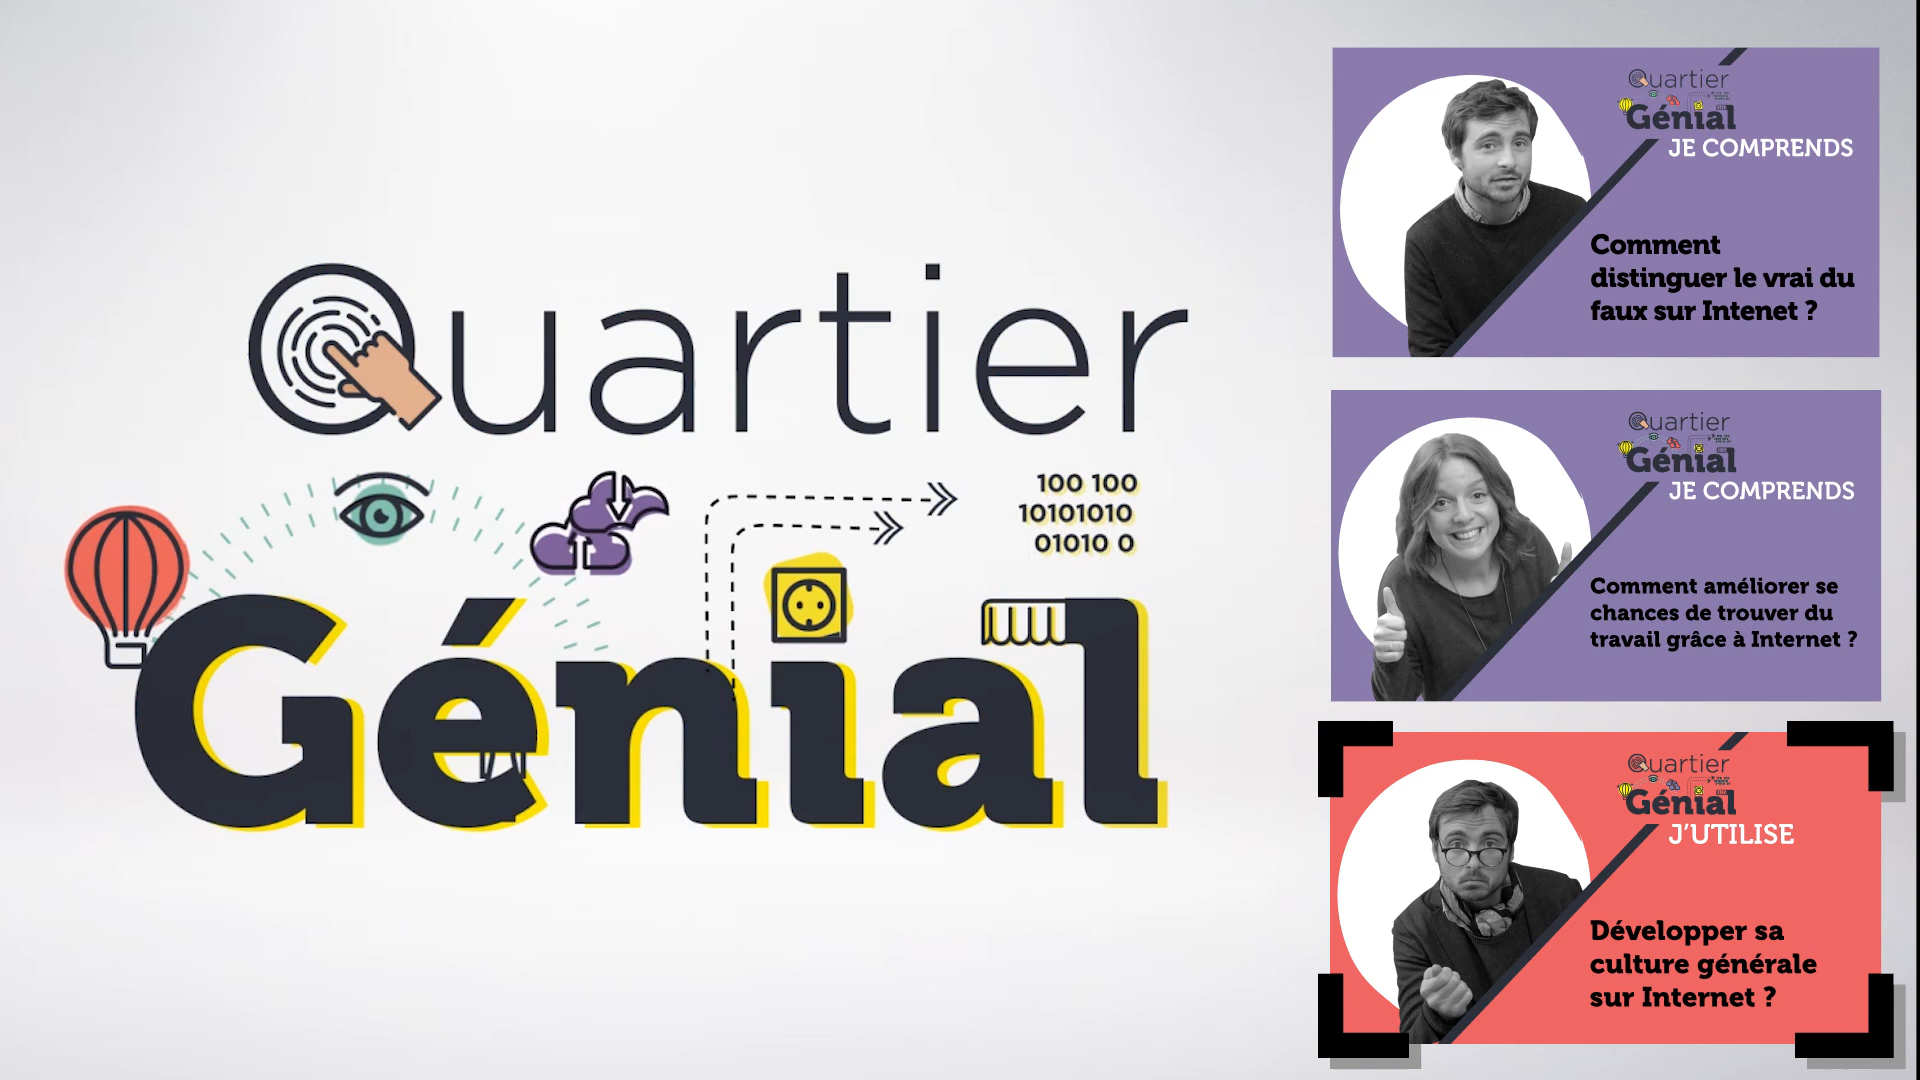 Quartier
100 100
10101010
01010 0
Génial
Quartier
Génial
JE COMPRENDS
Comment
distinguer le vrai du
faux sur Intenet ?
Quartier
Génial
JE COMPRENDS
Comment améliorer se
chances de trouver du
travail grâce à Internet ?
Quartier
Génial
J'UTILISE
Développer sa
culture générale
sur Internet ?